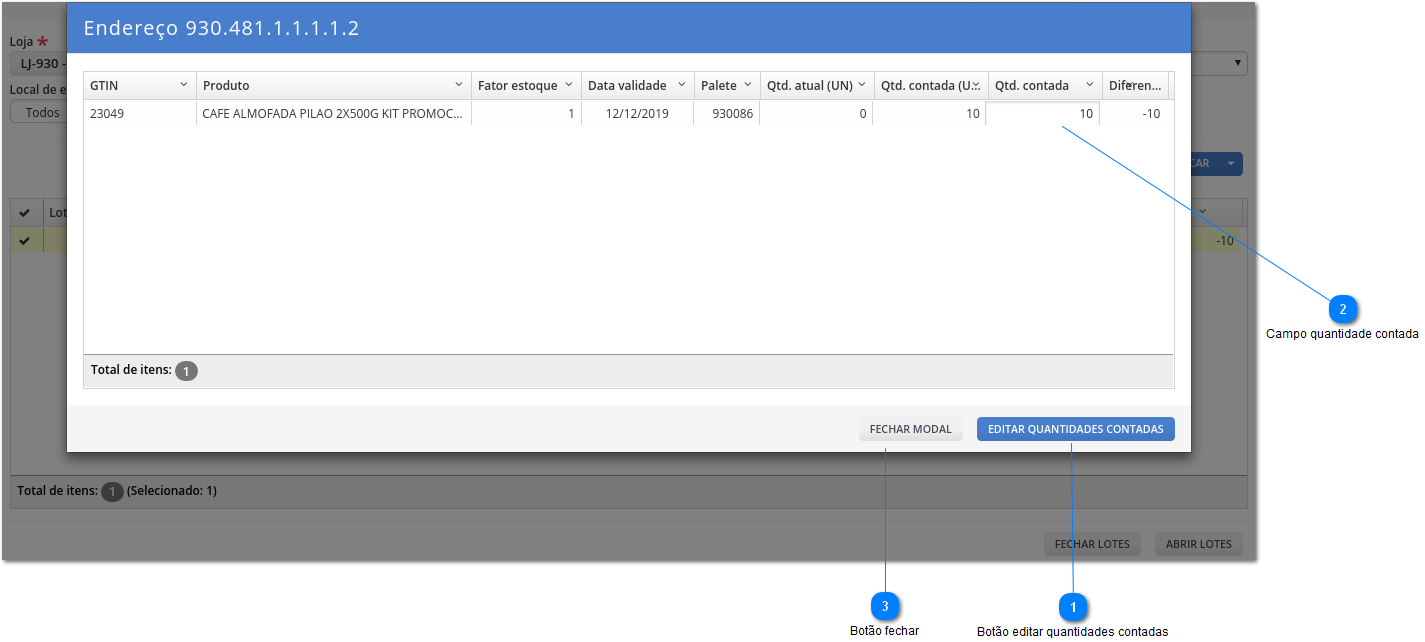 Endereço 930.481.1.1.1.1.2
Loja *
LJ-930 -
Local de e
Todos
GTIN Produto Fator estoque Data validade Palete Qtd. atual (UN) Qtd. contada (U... Qtd. contada Diferen...
23049 CAFE ALMOFADA PILAO 2X500G KIT PROMOC... 1 12/12/2019 930086 0 10 10 -10
CAR
Lot
-10
Total de itens: 1
FECHAR MODAL EDITAR QUANTIDADES CONTADAS
Total de itens: 1 (Selecionado: 1)
FECHAR LOTES ABRIR LOTES
2
Campo quantidade contada
3
Botão fechar
1
Botão editar quantidades contadas